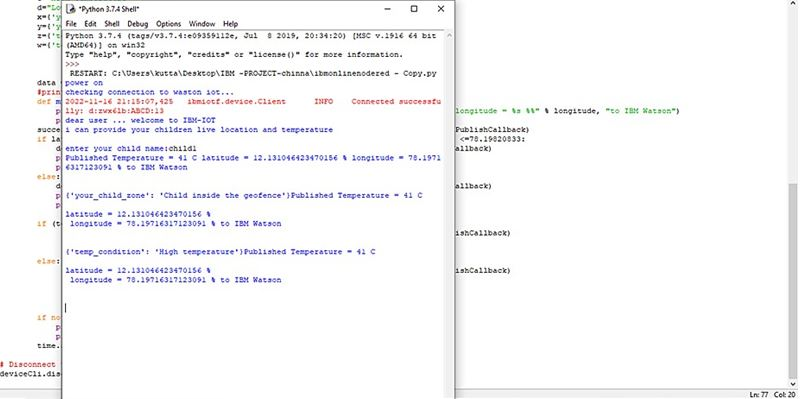 *Python 3.7.4 Shell*
File Edit Shell Debug Options Window Help
Python 3.7.4 (tags/v3.7.4:e09359112e, Jul 8 2019, 20:34:20) [MSC v.1916 64 bit
(AMD64)] on win32
Type "help", "copyright", "credits" or "license()" for more information.
>>>
RESTART: C:\Users\kutta\Desktop\IBM -PROJECT-chinna\ibmonlinenodered - Copy.py
power on
checking connection to waston iot...
2022-11-16 21:15:07,425 ibmiotf.device.Client INFO Connected successfu
lly: d:zwx61b:ABCD:13
dear user ... welcome to IBM-IOT
i can provide your children live location and temperature
enter your child name:child1
Published Temperature = 41 C latitude = 12.131046423470156 % longitude = 78.1971
6317123091 % to IBM Watson
{'your_child_zone': 'Child inside the geofence'}Published Temperature = 41 C
latitude = 12.131046423470156 %
longitude = 78.19716317123091 % to IBM Watson
{'temp_condition': 'High temperature'}Published Temperature = 41 C
latitude = 12.131046423470156 %
longitude = 78.19716317123091 % to IBM Watson
d="Lo
x={'y
y={'y
z={'t
w={'t
data
#prin
def m
longitude = %s %%" % longitude, "to IBM Watson")
succe
PublishCallback)
if la
<=78.19820833:
allback)
else:
allback)
if (t
ishCallback)
else:
ishCallback)
if no
time.
# Disconnect
deviceCli.dis
Ln: 77 Col: 20